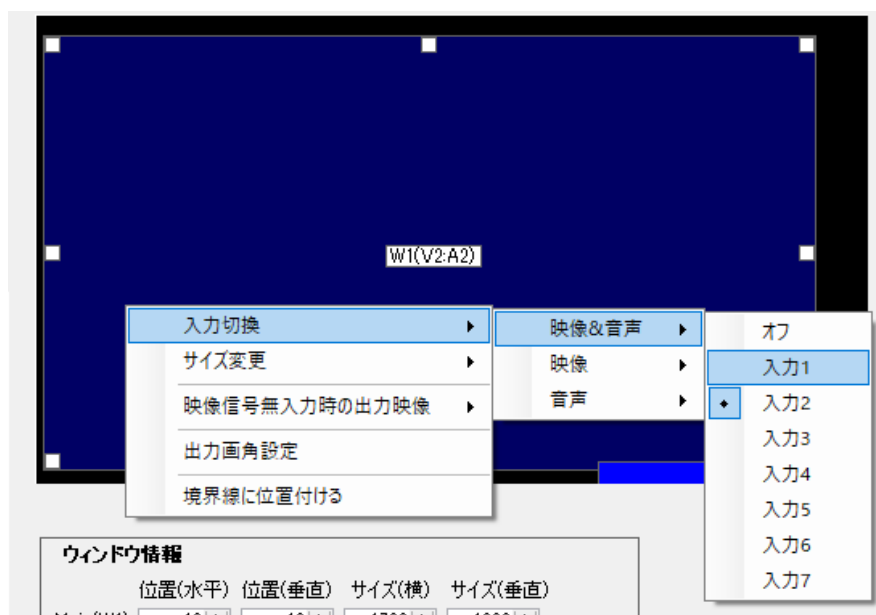 W1(V2:A2)
入力切換
サイズ変更
映像信号無入力時の出力映像
出力画角設定
境界線に位置付ける
映像&音声
映像
音声
オフ
入力1
入力2
入力3
入力4
入力5
入力6
入力7
ウィンドウ情報
位置(水平) 位置(垂直) サイズ(横) サイズ(垂直)